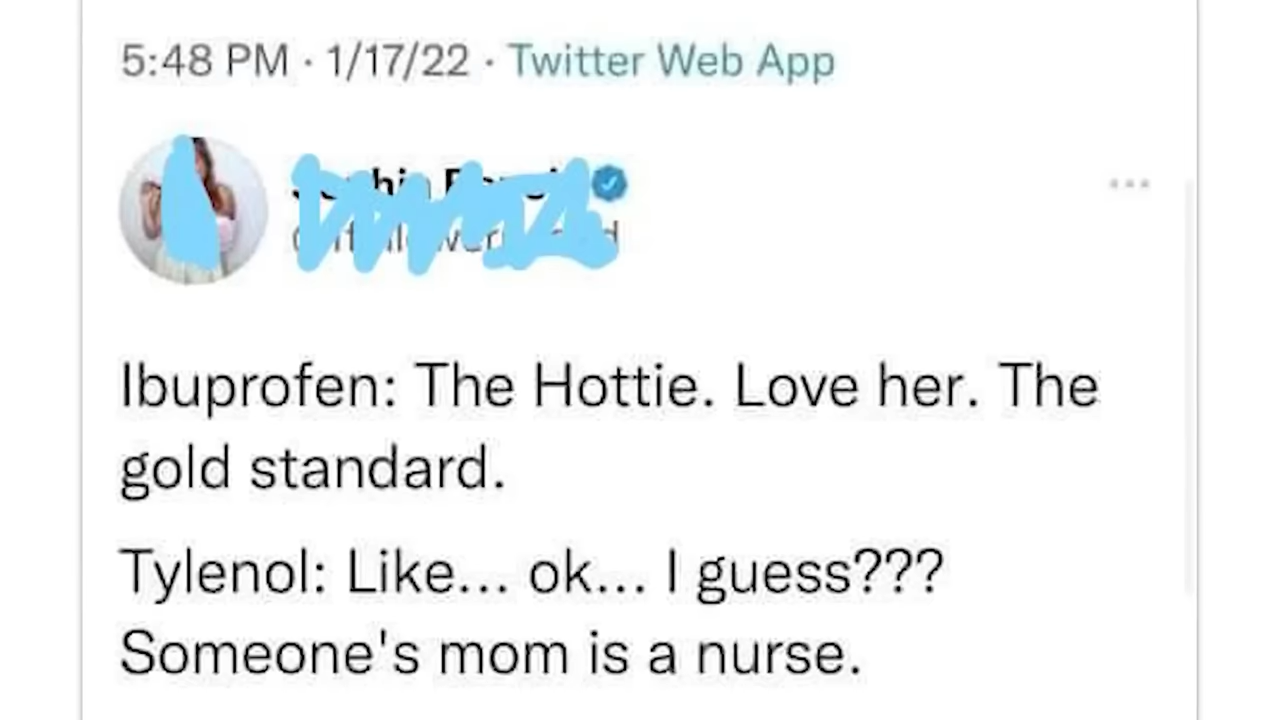 5:48 PM · 1/17/22 · Twitter Web App
Ibuprofen: The Hottie. Love her. The
gold standard.
Tylenol: Like... ok... I guess???
Someone's mom is a nurse.